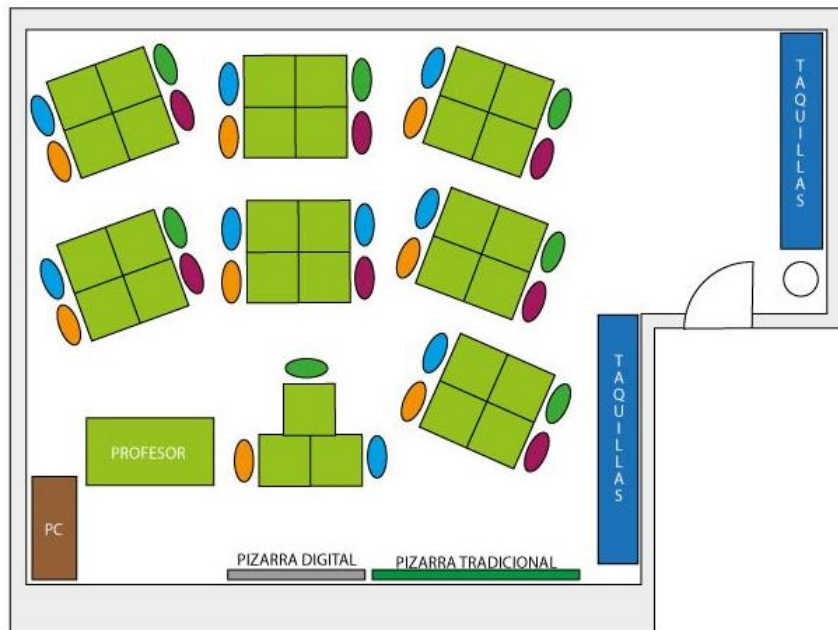 TAQUILLAS
TAQUILLAS
PROFESOR
PC
PIZARRA DIGITAL
PIZARRA TRADICIONAL